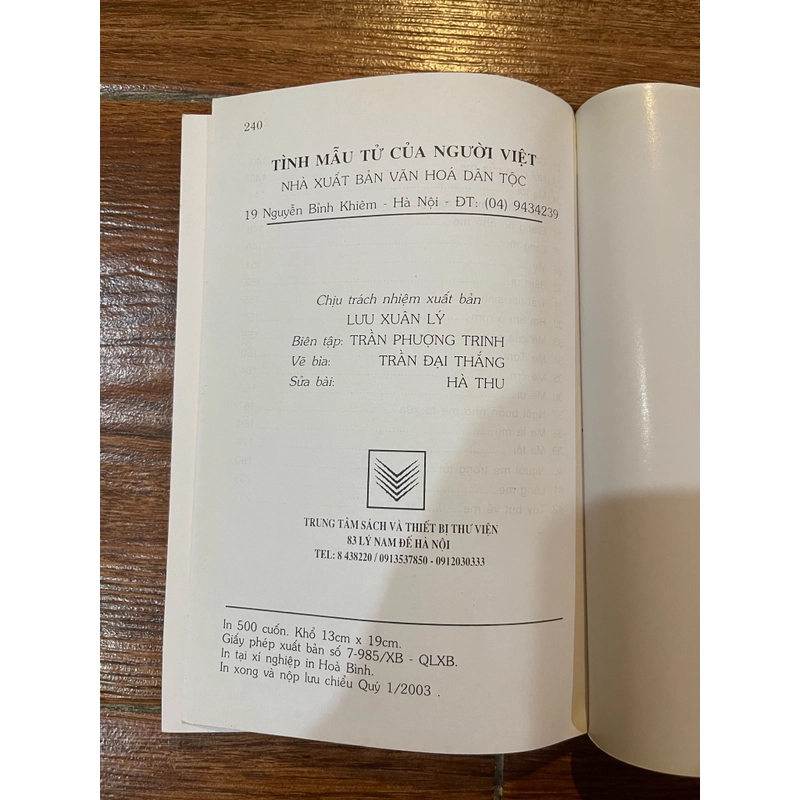 240
TÌNH MẪU TỬ CỦA NGƯỜI VIỆT
NHÀ XUẤT BẢN VĂN HOÁ DÂN TỘC
19 Nguyễn Bỉnh Khiêm - Hà Nội - ĐT: (04) 9434239
Chịu trách nhiệm xuất bản
LƯU XUÂN LÝ
Biên tập: TRẦN PHƯỢNG TRINH
Vẽ bìa: TRẦN ĐẠI THẮNG
Sửa bài: HÀ THU
TRUNG TÂM SÁCH VÀ THIẾT BỊ THƯ VIỆN
83 LÝ NAM ĐẾ HÀ NỘI
TEL: 8 438220 / 0913537850 - 0912030333
In 500 cuốn. Khổ 13cm x 19cm.
Giấy phép xuất bản số 7-985/XB - QLXB.
In tại xí nghiệp in Hoà Bình.
In xong và nộp lưu chiểu Quý 1/2003 .